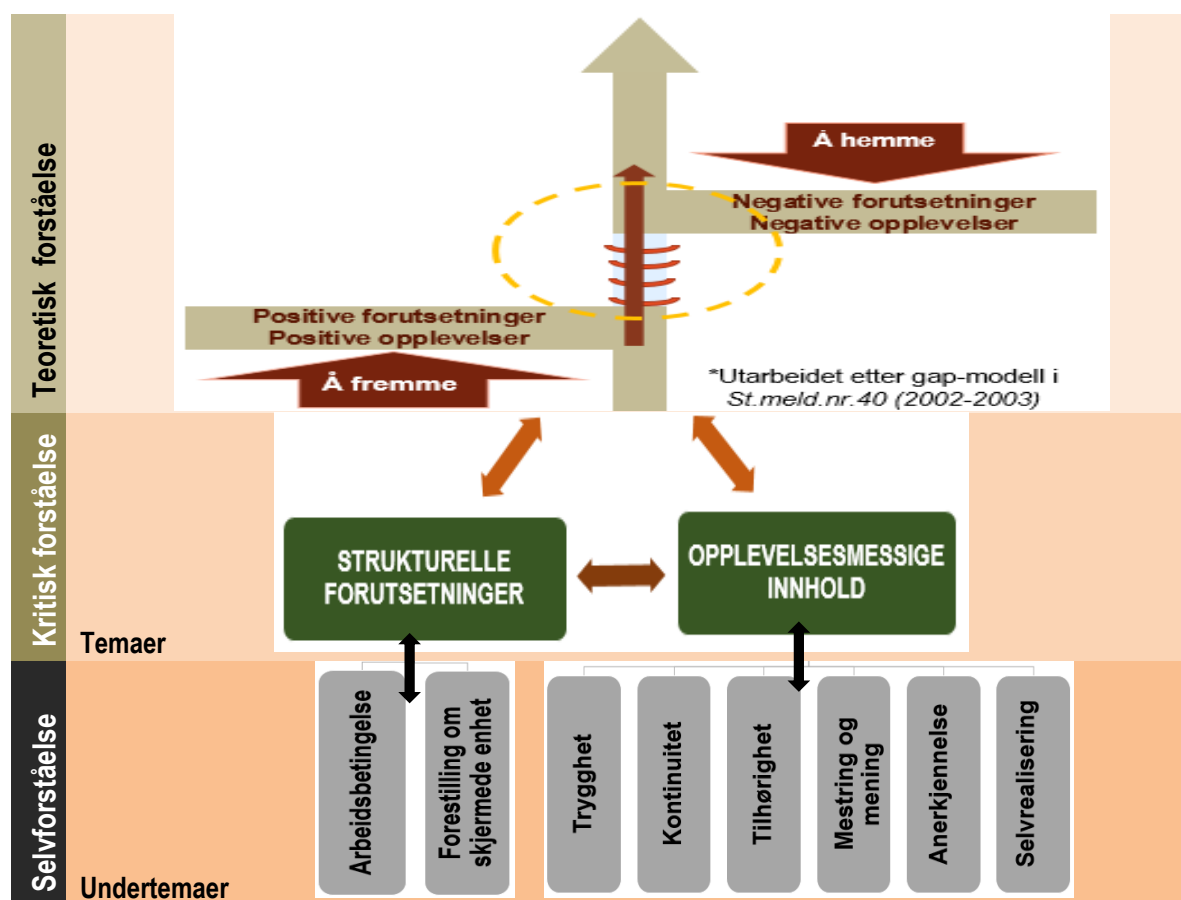 Teoretisk forståelse
Å hemme
Negative forutsetninger
Negative opplevelser
Positive forutsetninger
Positive opplevelser
Å fremme
*Utarbeidet etter gap-modell i
St.meld.nr.40 (2002-2003)
Kritisk forståelse
STRUKTURELLE
FORUTSETNINGER
OPPLEVELSESMESSIGE
INNHOLD
Temaer
Selvforståelse
Arbeidsbetingelse
Forestilling om
skjermede enhet
Trygghet
Kontinuitet
Tilhørighet
Mestring og
mening
Anerkjennelse
Selvrealisering
Undertemaer